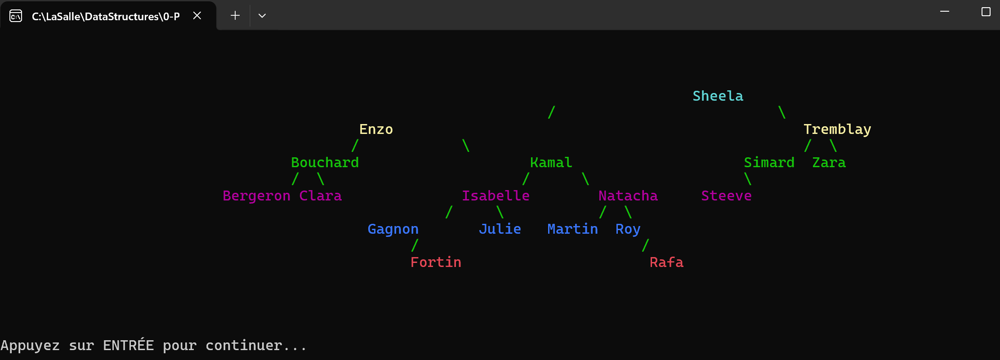 C:\LaSalle\DataStructures\0-P
Sheela
/ \
Enzo Tremblay
/ \ / \
Bouchard Kamal Simard Zara
/ \ / \ \
Bergeron Clara Isabelle Natacha Steeve
/ \ / \
Gagnon Julie Martin Roy
/ /
Fortin Rafa
Appuyez sur ENTRÉE pour continuer...